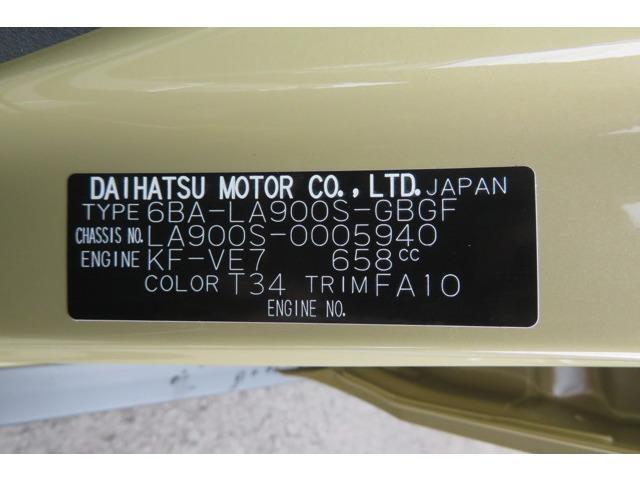 DAIHATSU MOTOR CO., LTD. JAPAN
TYPE 6BA-LA900S-GBGF
CHASSIS NO. LA900S-0005940
ENGINE KF-VE7 658cc
COLOR T34 TRIM FA10
ENGINE NO.